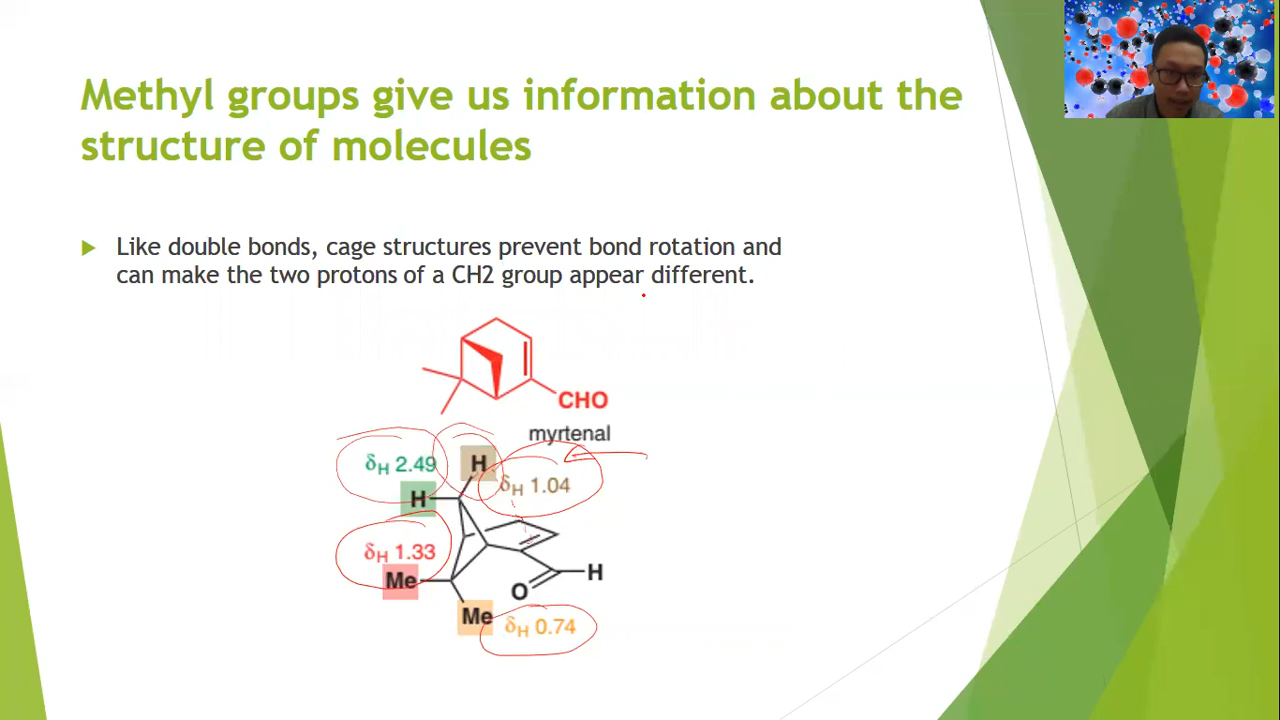 Methyl groups give us information about the
structure of molecules
Like double bonds, cage structures prevent bond rotation and
can make the two protons of a CH2 group appear different.
CHO
myrtenal
δH 2.49
H
δH 1.04
H
δH 1.33
Me
H
O
Me
δH 0.74